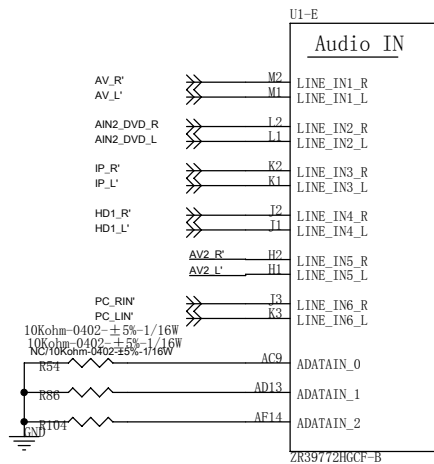 U1-E
Audio IN
AV_R' M2 LINE_IN1_R
AV_L' M1 LINE_IN1_L
AIN2_DVD_R L2 LINE_IN2_R
AIN2_DVD_L L1 LINE_IN2_L
IP_R' K2 LINE_IN3_R
IP_L' K1 LINE_IN3_L
HD1_R' J2 LINE_IN4_R
HD1_L' J1 LINE_IN4_L
AV2_R' H2 LINE_IN5_R
AV2_L' H1 LINE_IN5_L
PC_RIN' J3 LINE_IN6_R
PC_LIN' K3 LINE_IN6_L
10Kohm-0402-±5%-1/16W
10Kohm-0402-±5%-1/16W
NC/10Kohm-0402-±5%-1/16W
R54 AC9 ADATAIN_0
R86 AD13 ADATAIN_1
R104 AF14 ADATAIN_2
GND
ZR39772HGCF-B